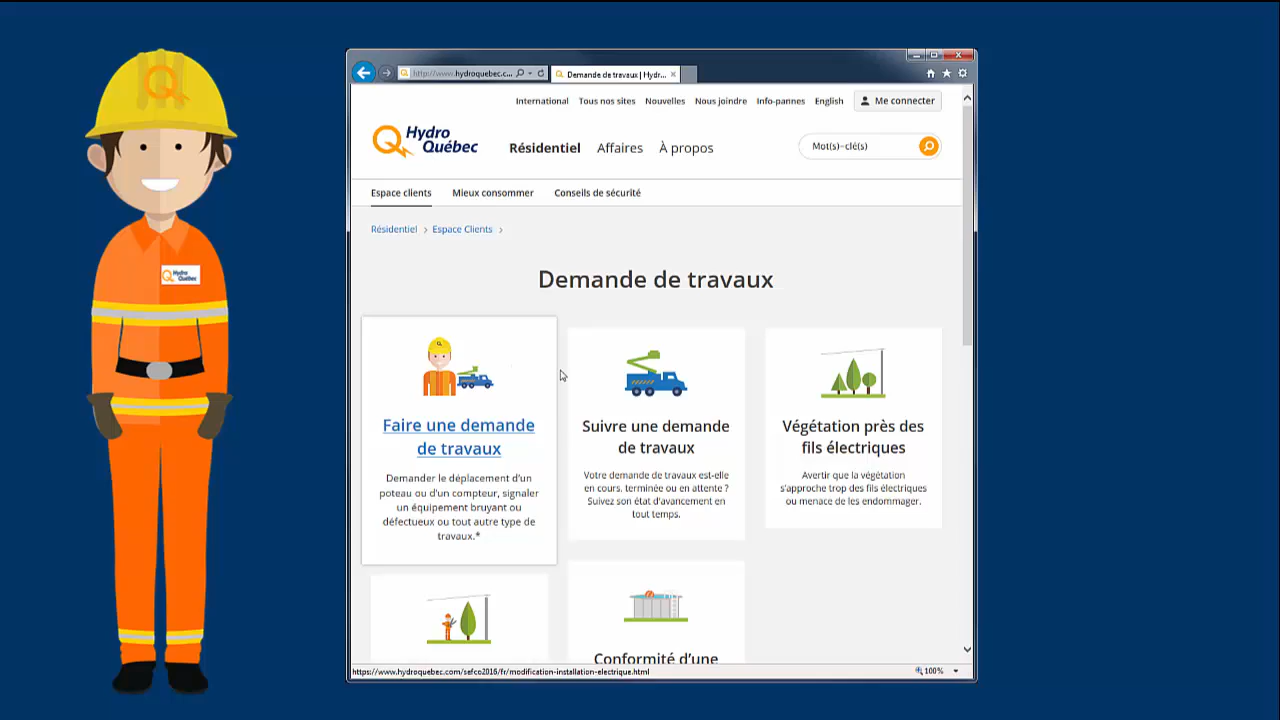 http://www.hydroquebec.c...
Demande de travaux | Hydr...
International Tous nos sites Nouvelles Nous joindre Info-pannes English Me connecter
Hydro
Québec
Résidentiel Affaires À propos
Mot(s)-clé(s)
Espace clients Mieux consommer Conseils de sécurité
Résidentiel > Espace Clients >
Demande de travaux
Hydro
Québec
Faire une demande
de travaux
Demander le déplacement d'un
poteau ou d'un compteur, signaler
un équipement bruyant ou
défectueux ou tout autre type de
travaux.*
Suivre une demande
de travaux
Votre demande de travaux est-elle
en cours, terminée ou en attente ?
Suivez son état d'avancement en
tout temps.
Végétation près des
fils électriques
Avertir que la végétation
s'approche trop des fils électriques
ou menace de les endommager.
Conformité d'une
https://www.hydroquebec.com/sefco2016/fr/modification-installation-electrique.html
100%